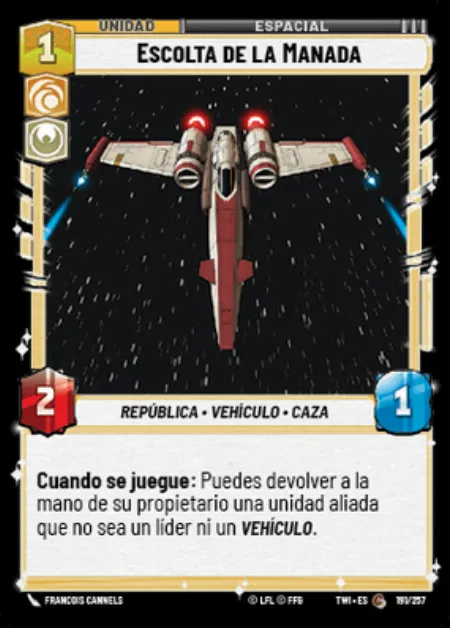 UNIDAD
ESPACIAL
1
ESCOLTA DE LA MANADA
2
REPÚBLICA • VEHÍCULO • CAZA
1
Cuando se juegue: Puedes devolver a la
mano de su propietario una unidad aliada
que no sea un líder ni un VEHÍCULO.
FRANCOIS CANNELS
© LFL © FFG
TWI • ES
191/257